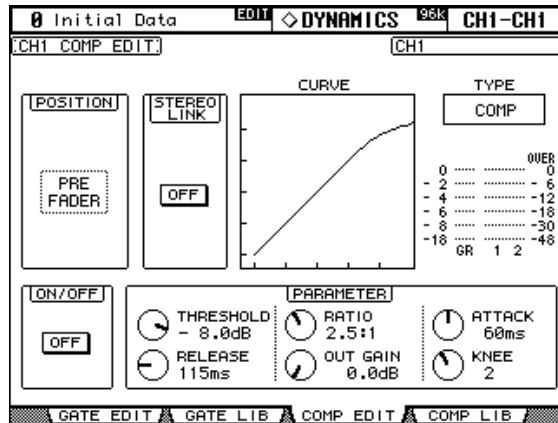 0 Initial Data EDIT ◇DYNAMICS 96K CH1-CH1
CH1 COMP EDIT CH1
POSITION
PRE
FADER
STEREO
LINK
OFF
CURVE
TYPE
COMP
OVER
0 0
- 2 - 6
- 4 -12
- 6 -18
- 8 -30
-18 -48
GR 1 2
ON/OFF
OFF
PARAMETER
THRESHOLD
- 8.0dB
RATIO
2.5:1
ATTACK
60ms
RELEASE
115ms
OUT GAIN
0.0dB
KNEE
2
GATE EDIT GATE LIB COMP EDIT COMP LIB